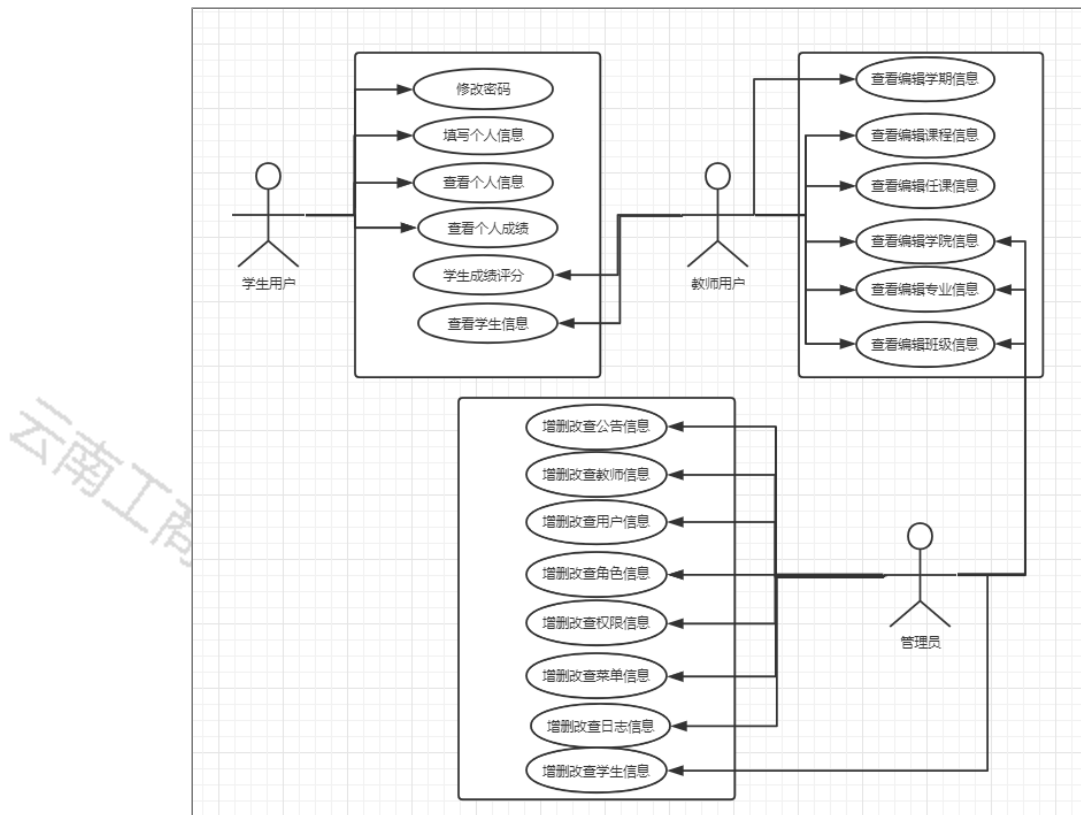 修改密码
填写个人信息
查看个人信息
查看个人成绩
学生成绩评分
查看学生信息
学生用户
教师用户
查看编辑学期信息
查看编辑课程信息
查看编辑任课信息
查看编辑学院信息
查看编辑专业信息
查看编辑班级信息
增删改查公告信息
增删改查教师信息
增删改查用户信息
增删改查角色信息
增删改查权限信息
增删改查菜单信息
增删改查日志信息
增删改查学生信息
管理员
云南工商